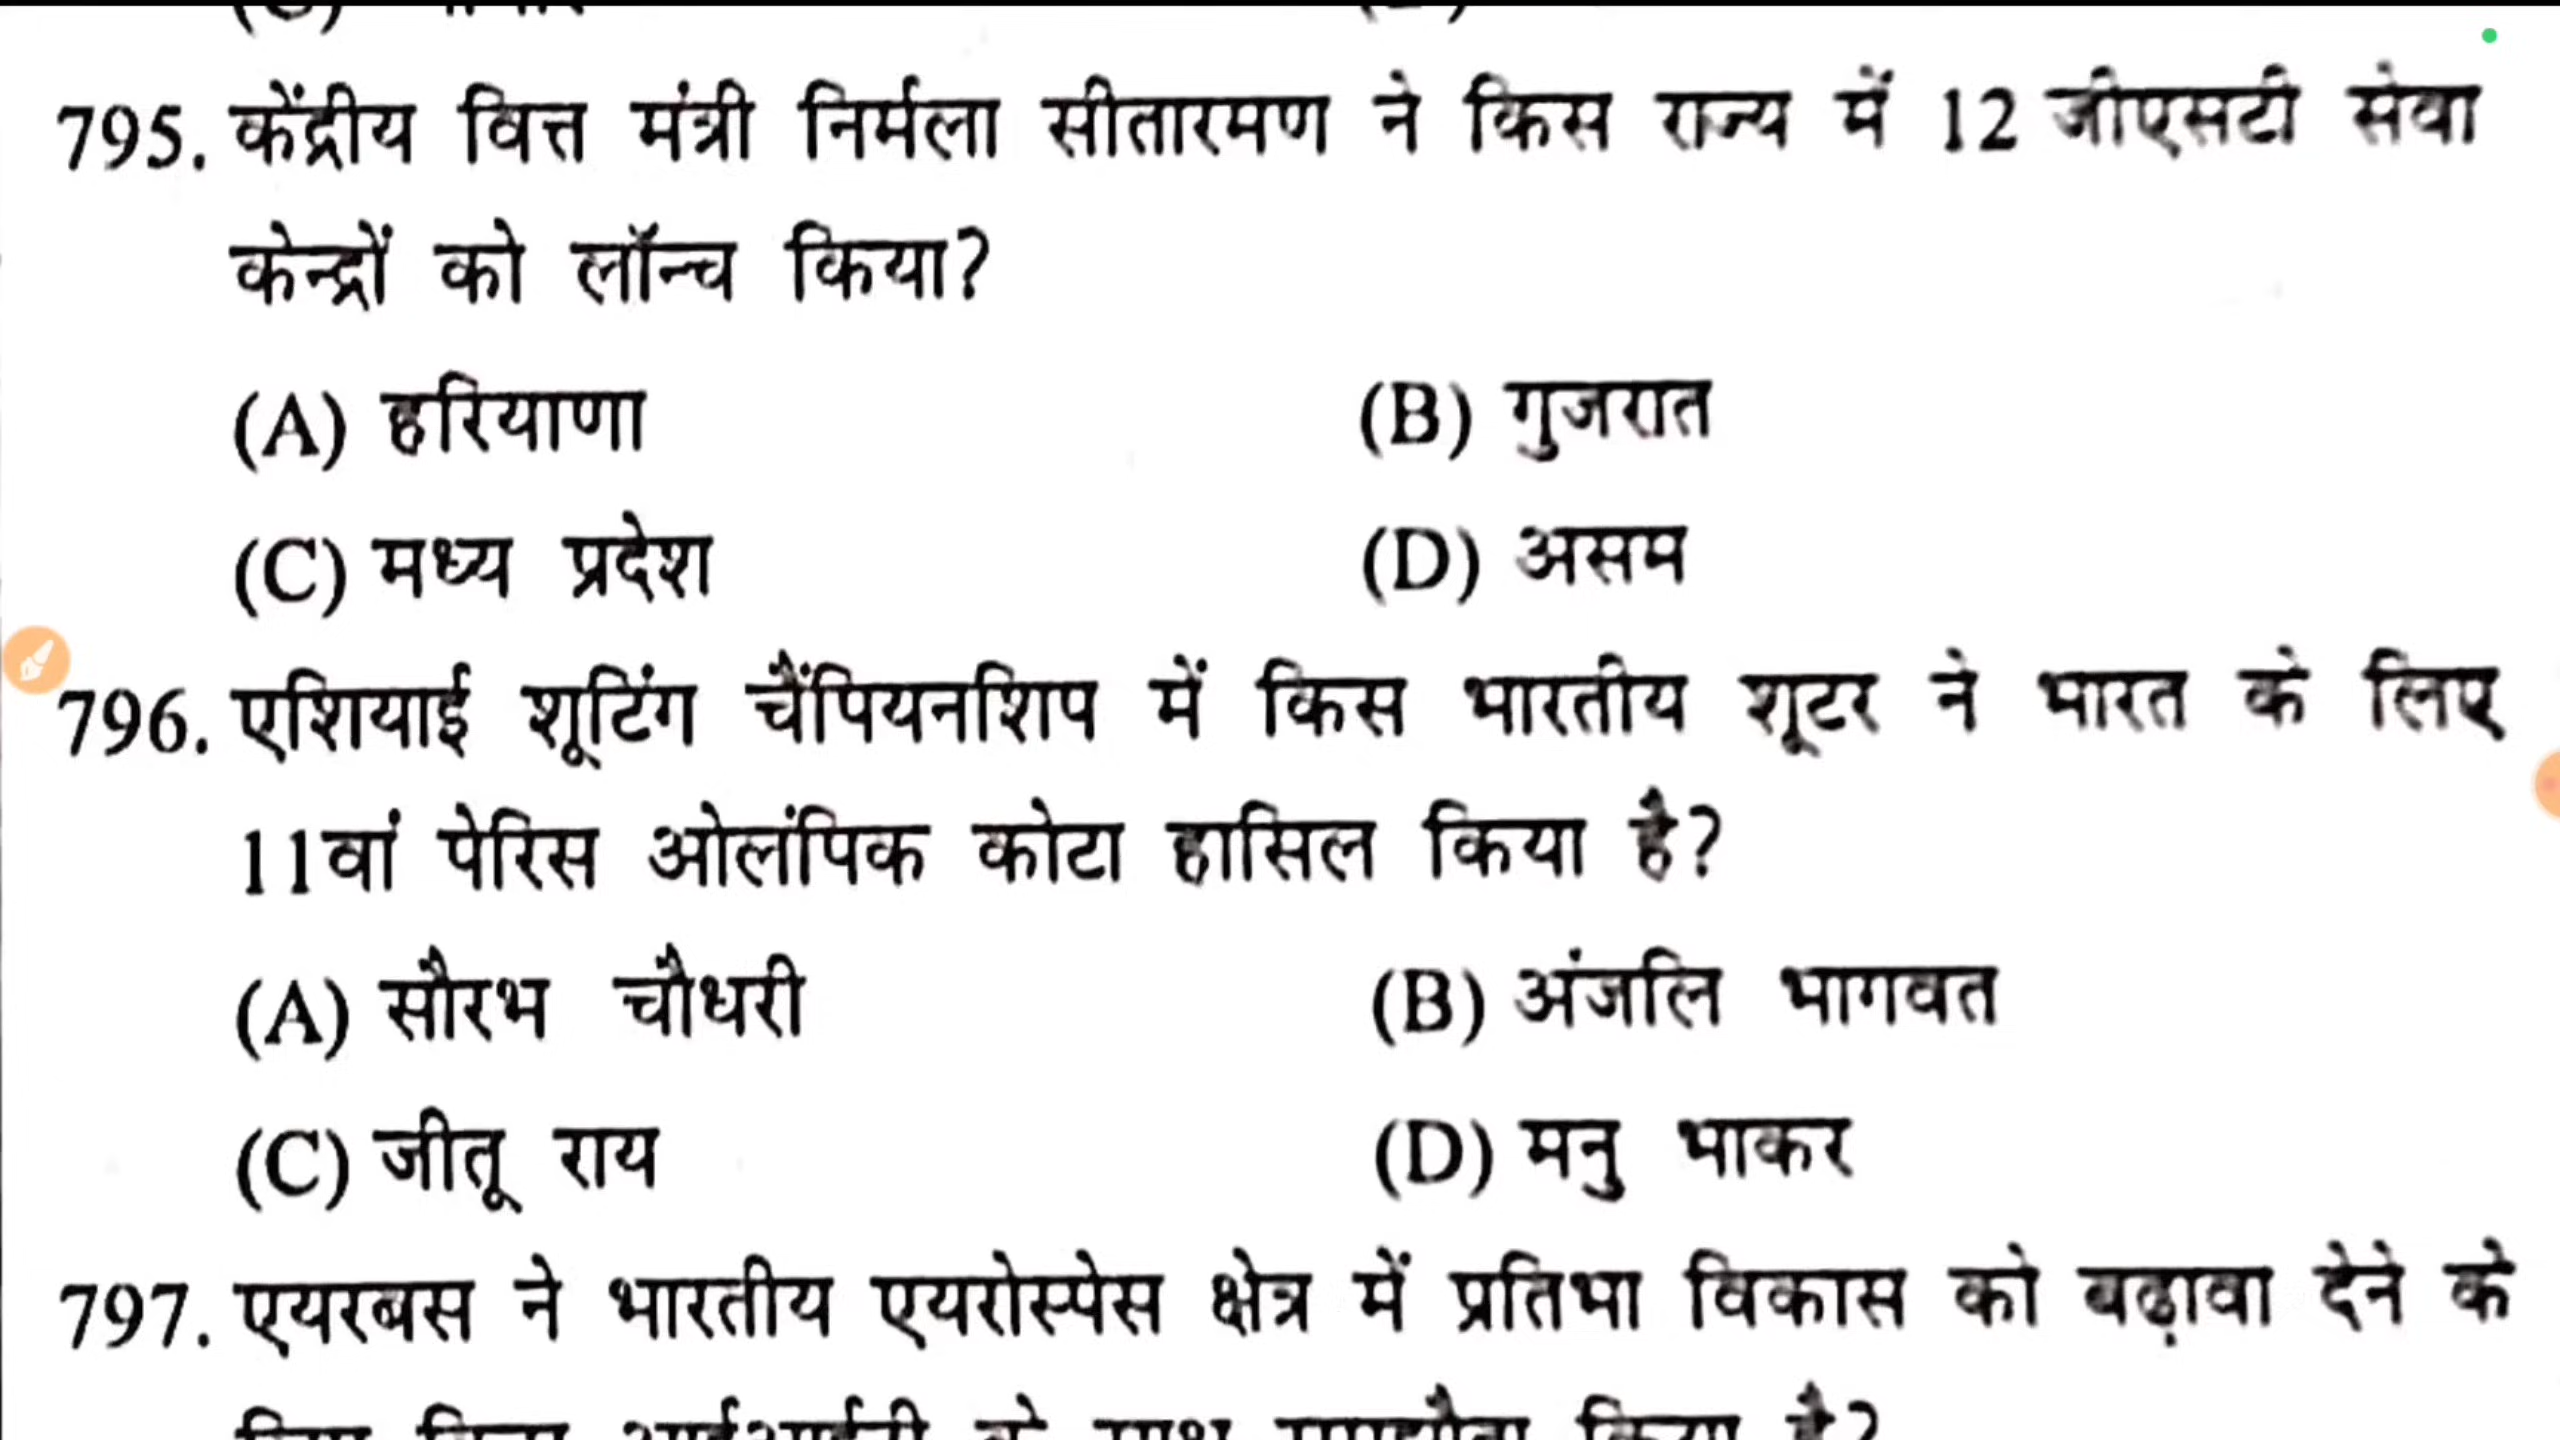 795. केंद्रीय वित्त मंत्री निर्मला सीतारमण ने किस राज्य में 12 जीएसटी सेवा
केन्द्रों को लॉन्च किया?
(A) हरियाणा (B) गुजरात
(C) मध्य प्रदेश (D) असम
796. एशियाई शूटिंग चैंपियनशिप में किस भारतीय शूटर ने भारत के लिए
11वां पेरिस ओलंपिक कोटा हासिल किया है?
(A) सौरभ चौधरी (B) अंजलि भागवत
(C) जीतू राय (D) मनु भाकर
797. एयरबस ने भारतीय एयरोस्पेस क्षेत्र में प्रतिभा विकास को बढ़ावा देने के